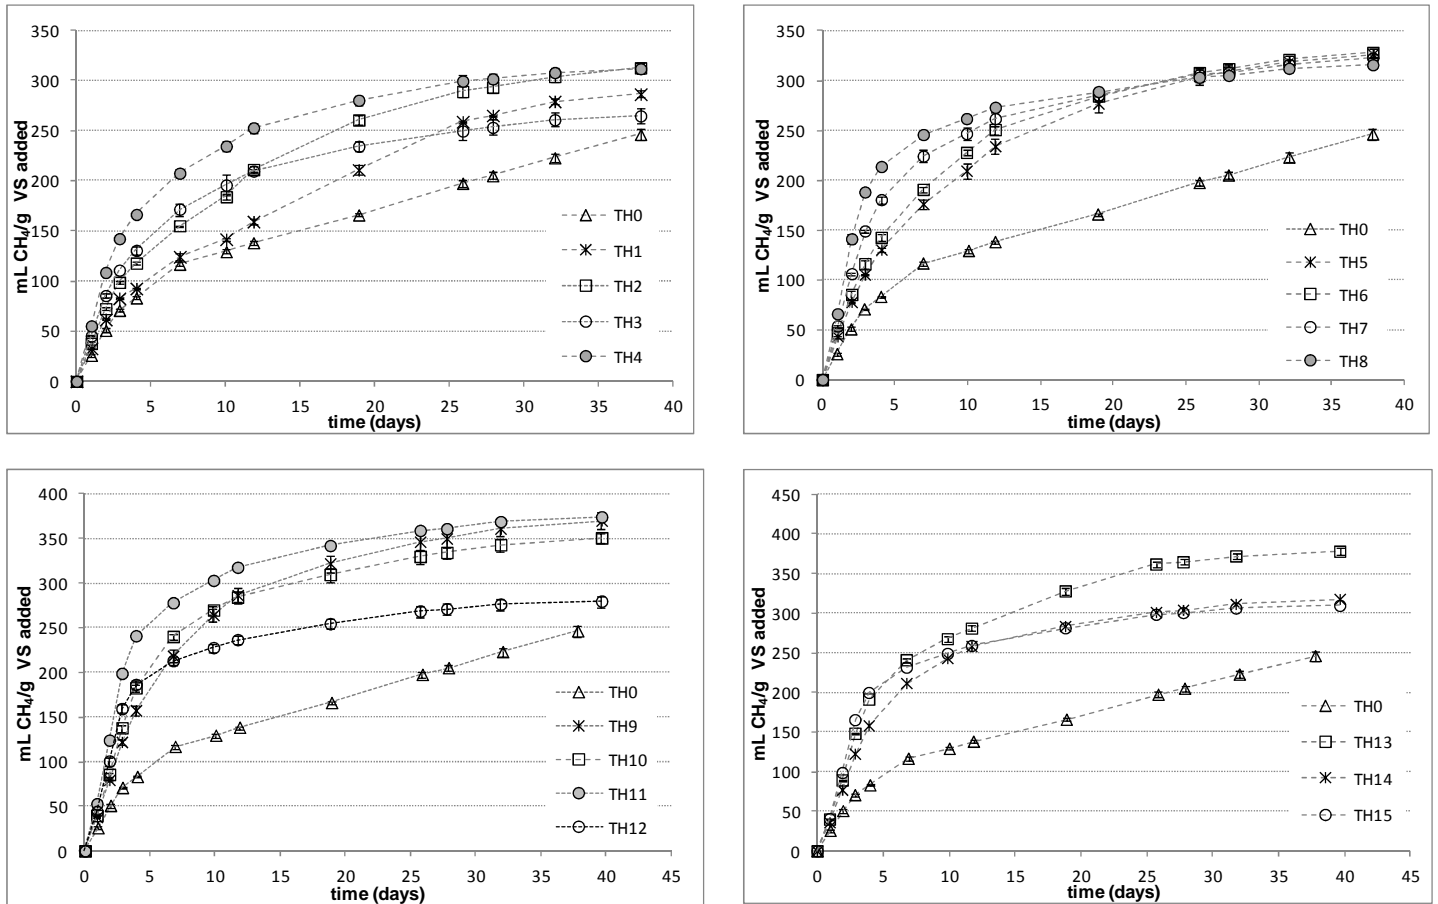 mL CH₄/g VS added
350
300
250
200
150
100
50
0
TH0
TH1
TH2
TH3
TH4
0 5 10 15 20 25 30 35 40
time (days)
mL CH₄/g VS added
350
300
250
200
150
100
50
0
TH0
TH5
TH6
TH7
TH8
0 5 10 15 20 25 30 35 40
time (days)
mL CH₄/g VS added
400
350
300
250
200
150
100
50
0
TH0
TH9
TH10
TH11
TH12
0 5 10 15 20 25 30 35 40 45
time (days)
mL CH₄/g VS added
450
400
350
300
250
200
150
100
50
0
TH0
TH13
TH14
TH15
0 5 10 15 20 25 30 35 40 45
time (days)